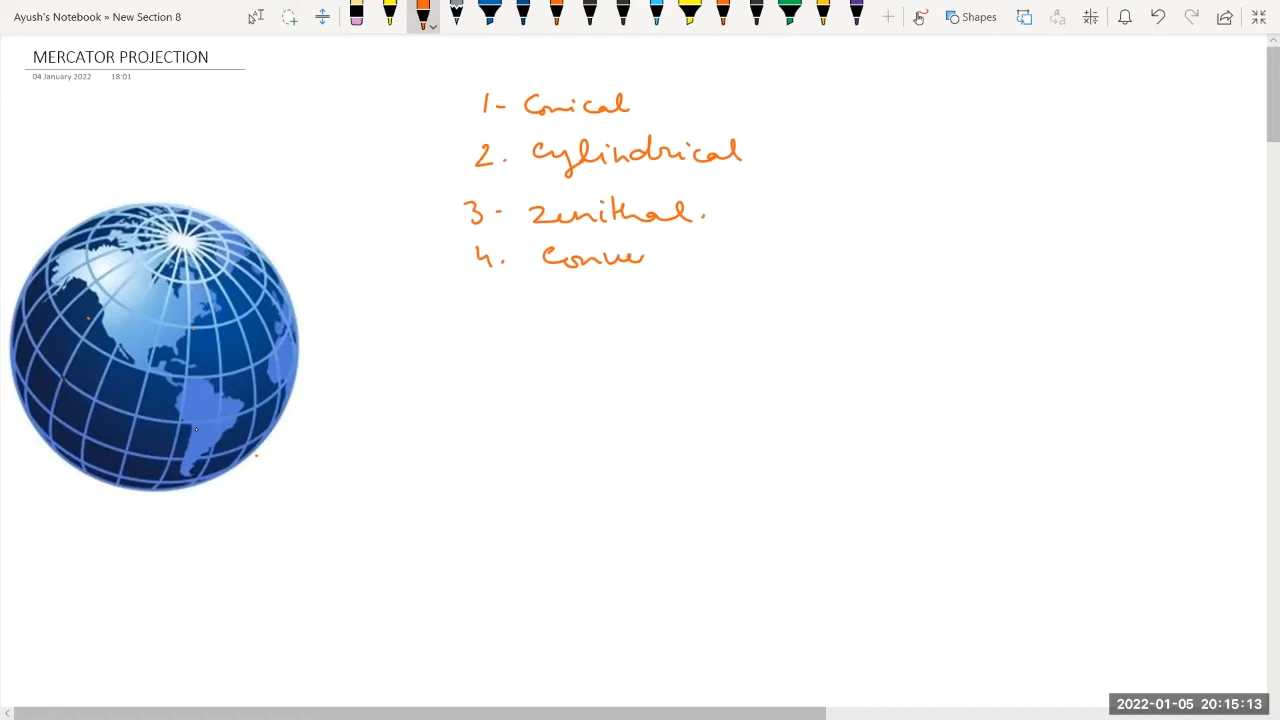 Ayush's Notebook » New Section 8
Shapes
MERCATOR PROJECTION
04 January 2022 18:01
1- Conical
2. Cylindrical
3- Zenithal.
4. Conve
2022-01-05 20:15:13